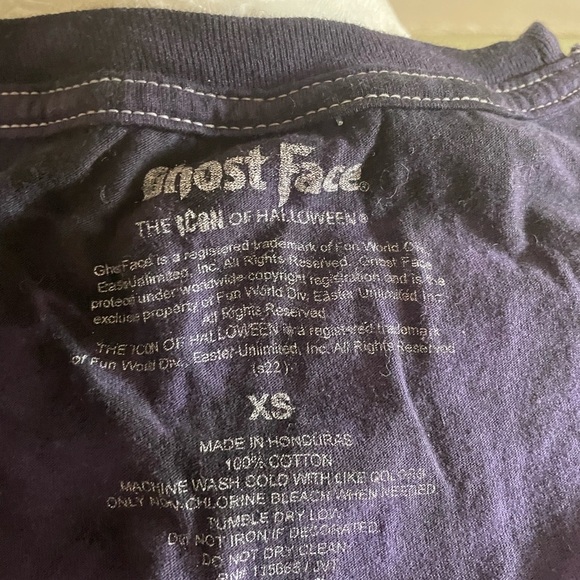 Ghost Face®
THE ICON OF HALLOWEEN®
Ghst Face is a registered trademark of Fun World Div,
Easter Unlimited, Inc. All Rights Reserved. Ghost Face
protect under worldwide copyright registration and is the
exclusive property of Fun World Div, Easter Unlimited Inc.
All Rights Reserved
THE ICON OF HALLOWEEN is a registered trademark
of Fun World Div., Easter Unlimited, Inc. All Rights Reserved
(s22)
XS
MADE IN HONDURAS
100% COTTON
MACHINE WASH COLD WITH LIKE COLORS
ONLY NON-CHLORINE BLEACH WHEN NEEDED
TUMBLE DRY LOW
DO NOT IRON IF DECORATED
DO NOT DRY CLEAN